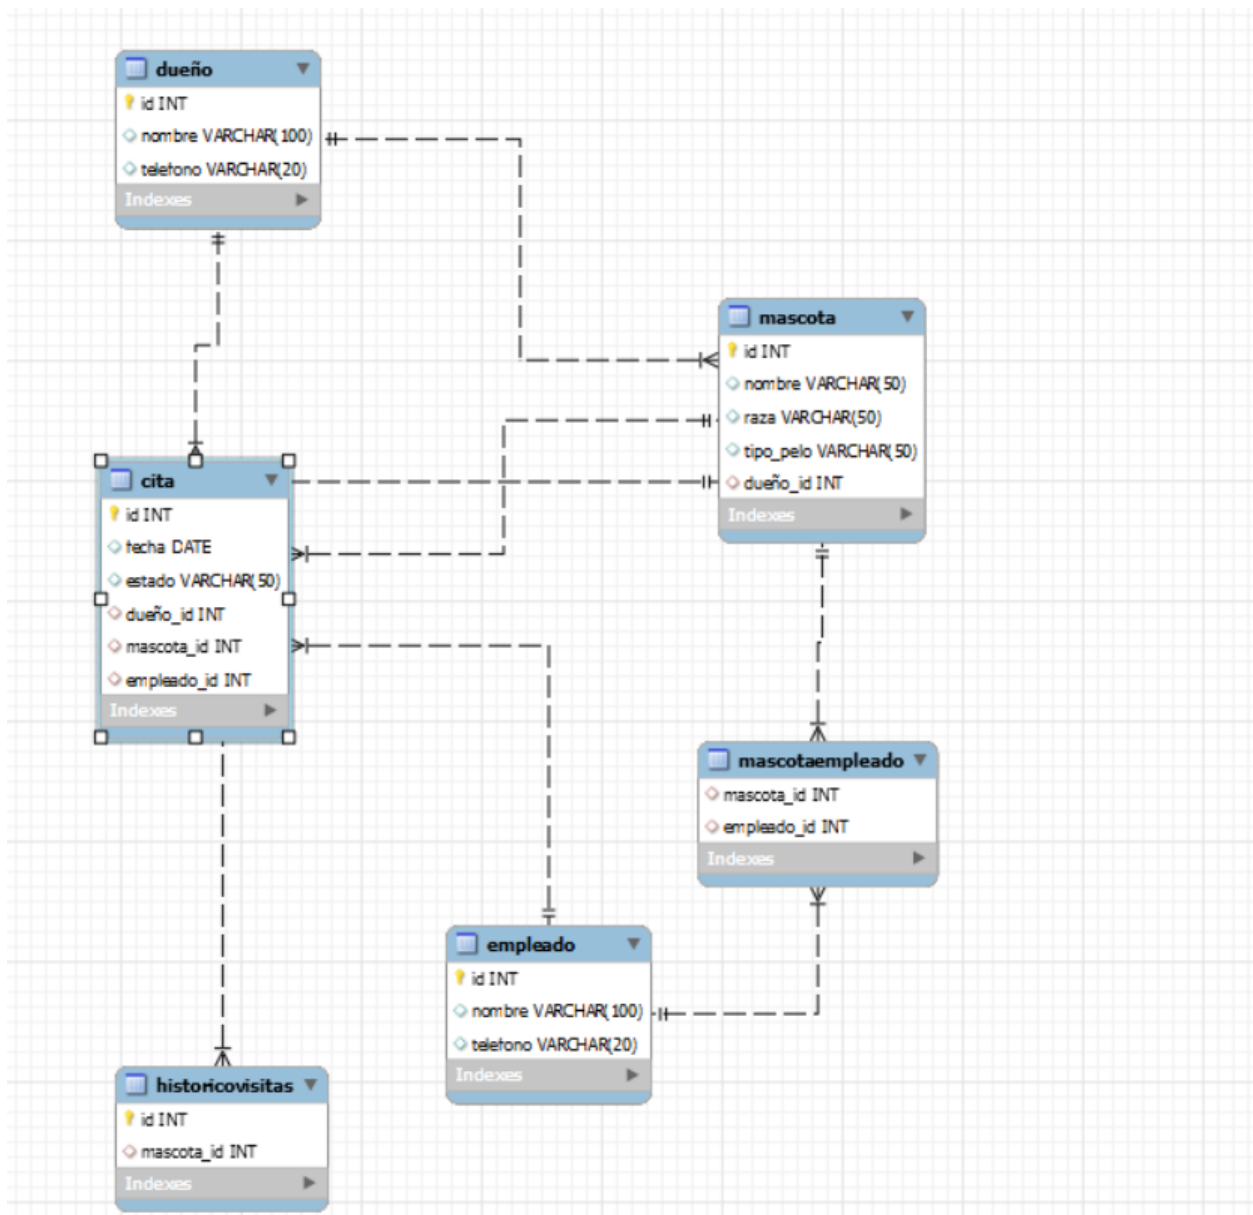 dueño
id INT
nombre VARCHAR(100)
telefono VARCHAR(20)
Indexes
mascota
id INT
nombre VARCHAR(50)
raza VARCHAR(50)
tipo_pelo VARCHAR(50)
dueño_id INT
Indexes
cita
id INT
fecha DATE
estado VARCHAR(50)
dueño_id INT
mascota_id INT
empleado_id INT
Indexes
mascotaempleado
mascota_id INT
empleado_id INT
Indexes
empleado
id INT
nombre VARCHAR(100)
telefono VARCHAR(20)
Indexes
historicovisitas
id INT
mascota_id INT
Indexes